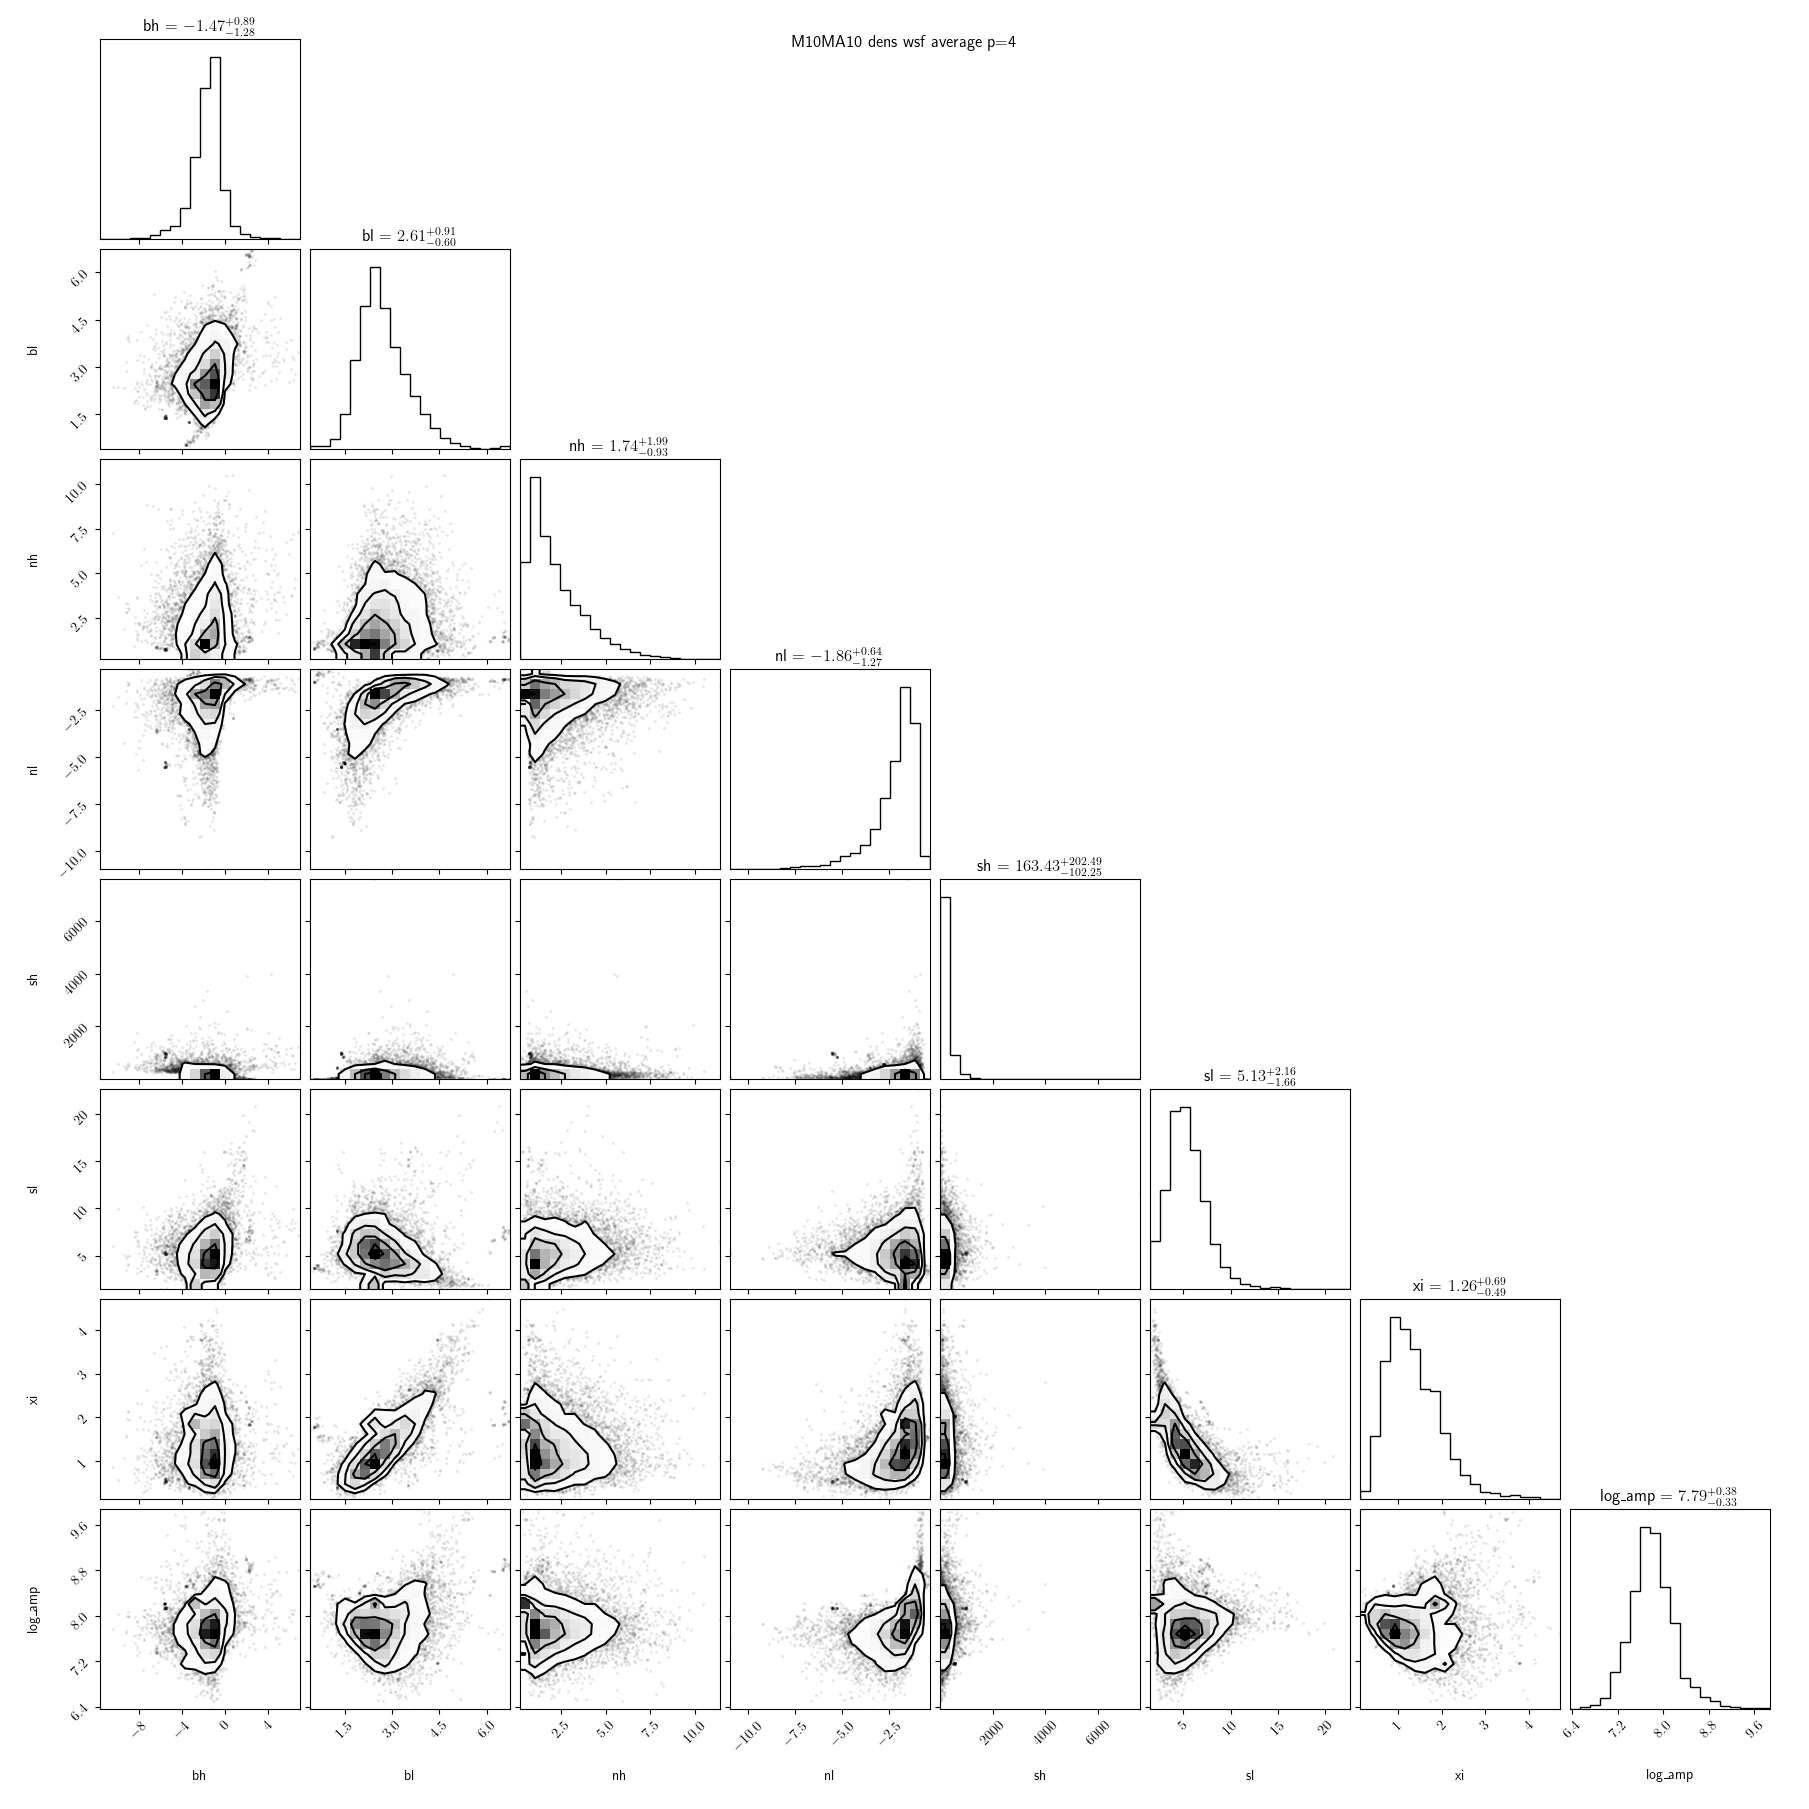 M10MA10 dens wsf average p=4
bh = −1.47+0.89−1.28
bl = 2.61+0.91−0.60
nh = 1.74+1.99−0.93
nl = −1.86+0.64−1.27
sh = 163.43+202.49−102.25
sl = 5.13+2.16−1.66
xi = 1.26+0.69−0.49
log_amp = 7.79+0.38−0.33
bl
6.0
4.5
3.0
1.5
nh
10.0
7.5
5.0
2.5
nl
−2.5
−5.0
−7.5
−10.0
sh
6000
4000
2000
sl
20
15
10
5
xi
4
3
2
1
log_amp
9.6
8.8
8.0
7.2
6.4
−8 −4 0 4
1.5 3.0 4.5 6.0
2.5 5.0 7.5 10.0
−10.0 −7.5 −5.0 −2.5
2000 4000 6000
5 10 15 20
1 2 3 4
6.4 7.2 8.0 8.8 9.6
bh bl nh nl sh sl xi log_amp